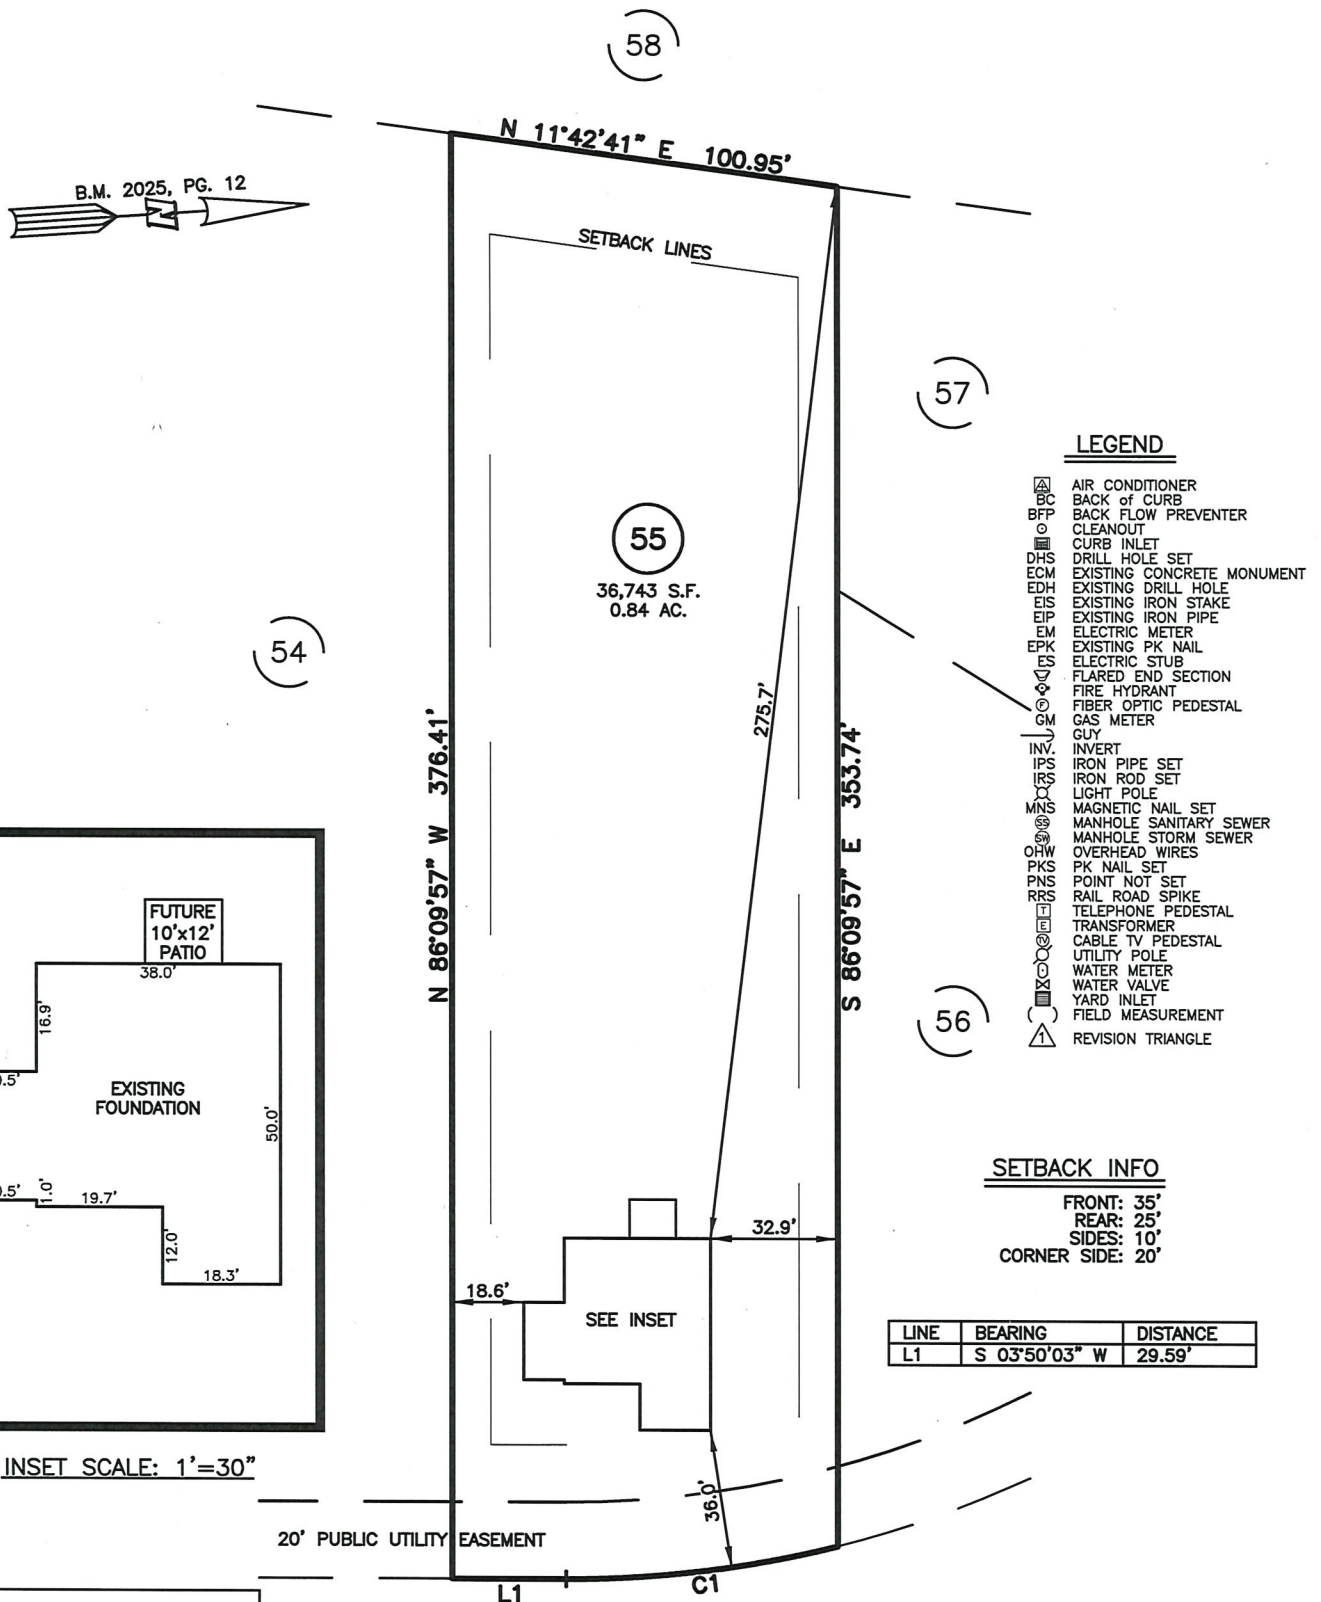 58
N 11°42'41" E 100.95'
B.M. 2025, PG. 12
N
SETBACK LINES
57
55
36,743 S.F.
0.84 AC.
54
N 86°09'57" W 376.41'
275.7'
S 86°09'57" E 353.74'
56
LEGEND
AIR CONDITIONER
BC BACK of CURB
BFP BACK FLOW PREVENTER
CLEANOUT
CURB INLET
DHS DRILL HOLE SET
ECM EXISTING CONCRETE MONUMENT
EDH EXISTING DRILL HOLE
EIS EXISTING IRON STAKE
EIP EXISTING IRON PIPE
EM ELECTRIC METER
EPK EXISTING PK NAIL
ES ELECTRIC STUB
FLARED END SECTION
FIRE HYDRANT
F FIBER OPTIC PEDESTAL
GM GAS METER
GUY
INV. INVERT
IPS IRON PIPE SET
IRS IRON ROD SET
LIGHT POLE
MNS MAGNETIC NAIL SET
SS MANHOLE SANITARY SEWER
SW MANHOLE STORM SEWER
OHW OVERHEAD WIRES
PKS PK NAIL SET
PNS POINT NOT SET
RRS RAIL ROAD SPIKE
T TELEPHONE PEDESTAL
E TRANSFORMER
TV CABLE TV PEDESTAL
UTILITY POLE
WATER METER
WATER VALVE
YARD INLET
( ) FIELD MEASUREMENT
1 REVISION TRIANGLE
FUTURE
10'x12'
PATIO
38.0'
16.9'
.5'
EXISTING
FOUNDATION
50.0'
.5'
1.0'
19.7'
12.0'
18.3'
INSET SCALE: 1'=30"
32.9'
18.6'
SEE INSET
36.0'
SETBACK INFO
FRONT: 35'
REAR: 25'
SIDES: 10'
CORNER SIDE: 20'
LINE BEARING DISTANCE
L1 S 03°50'03" W 29.59'
20' PUBLIC UTILITY EASEMENT
L1
C1